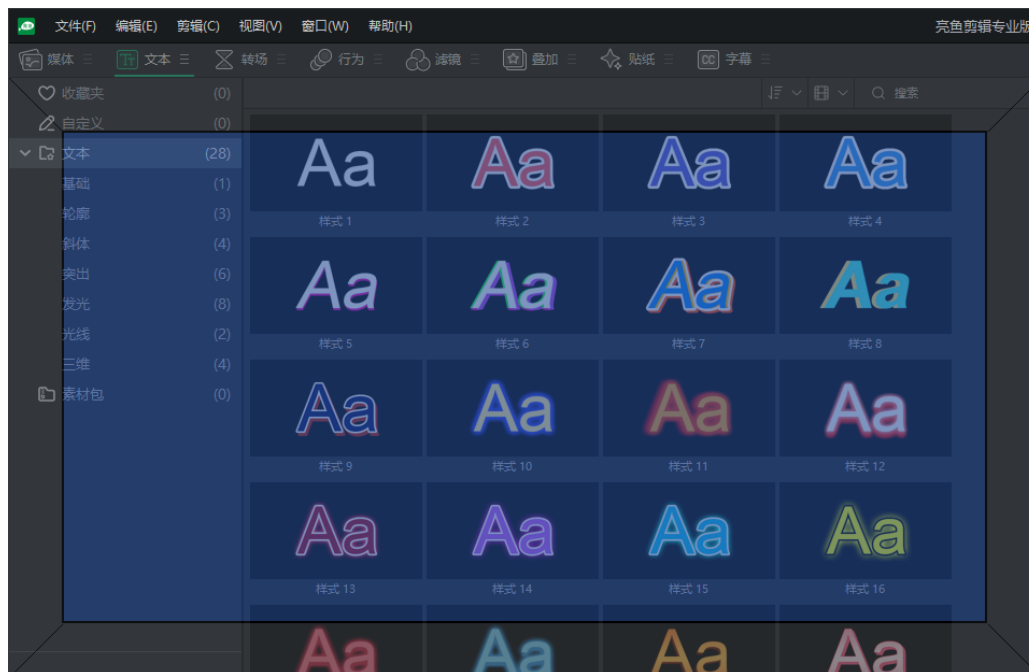 文件(F) 编辑(E) 剪辑(C) 视图(V) 窗口(W) 帮助(H) 亮鱼剪辑专业版
媒体 Tr 文本 转场 行为 滤镜 叠加 贴纸 CC 字幕
收藏夹 (0) 搜索
自定义 (0)
文本 (28)
基础 (1)
轮廓 (3)
斜体 (4)
突出 (6)
发光 (8)
光线 (2)
三维 (4)
素材包 (0)
Aa Aa Aa Aa
样式 1 样式 2 样式 3 样式 4
Aa Aa Aa Aa
样式 5 样式 6 样式 7 样式 8
Aa Aa Aa Aa
样式 9 样式 10 样式 11 样式 12
Aa Aa Aa Aa
样式 13 样式 14 样式 15 样式 16
Aa Aa Aa Aa